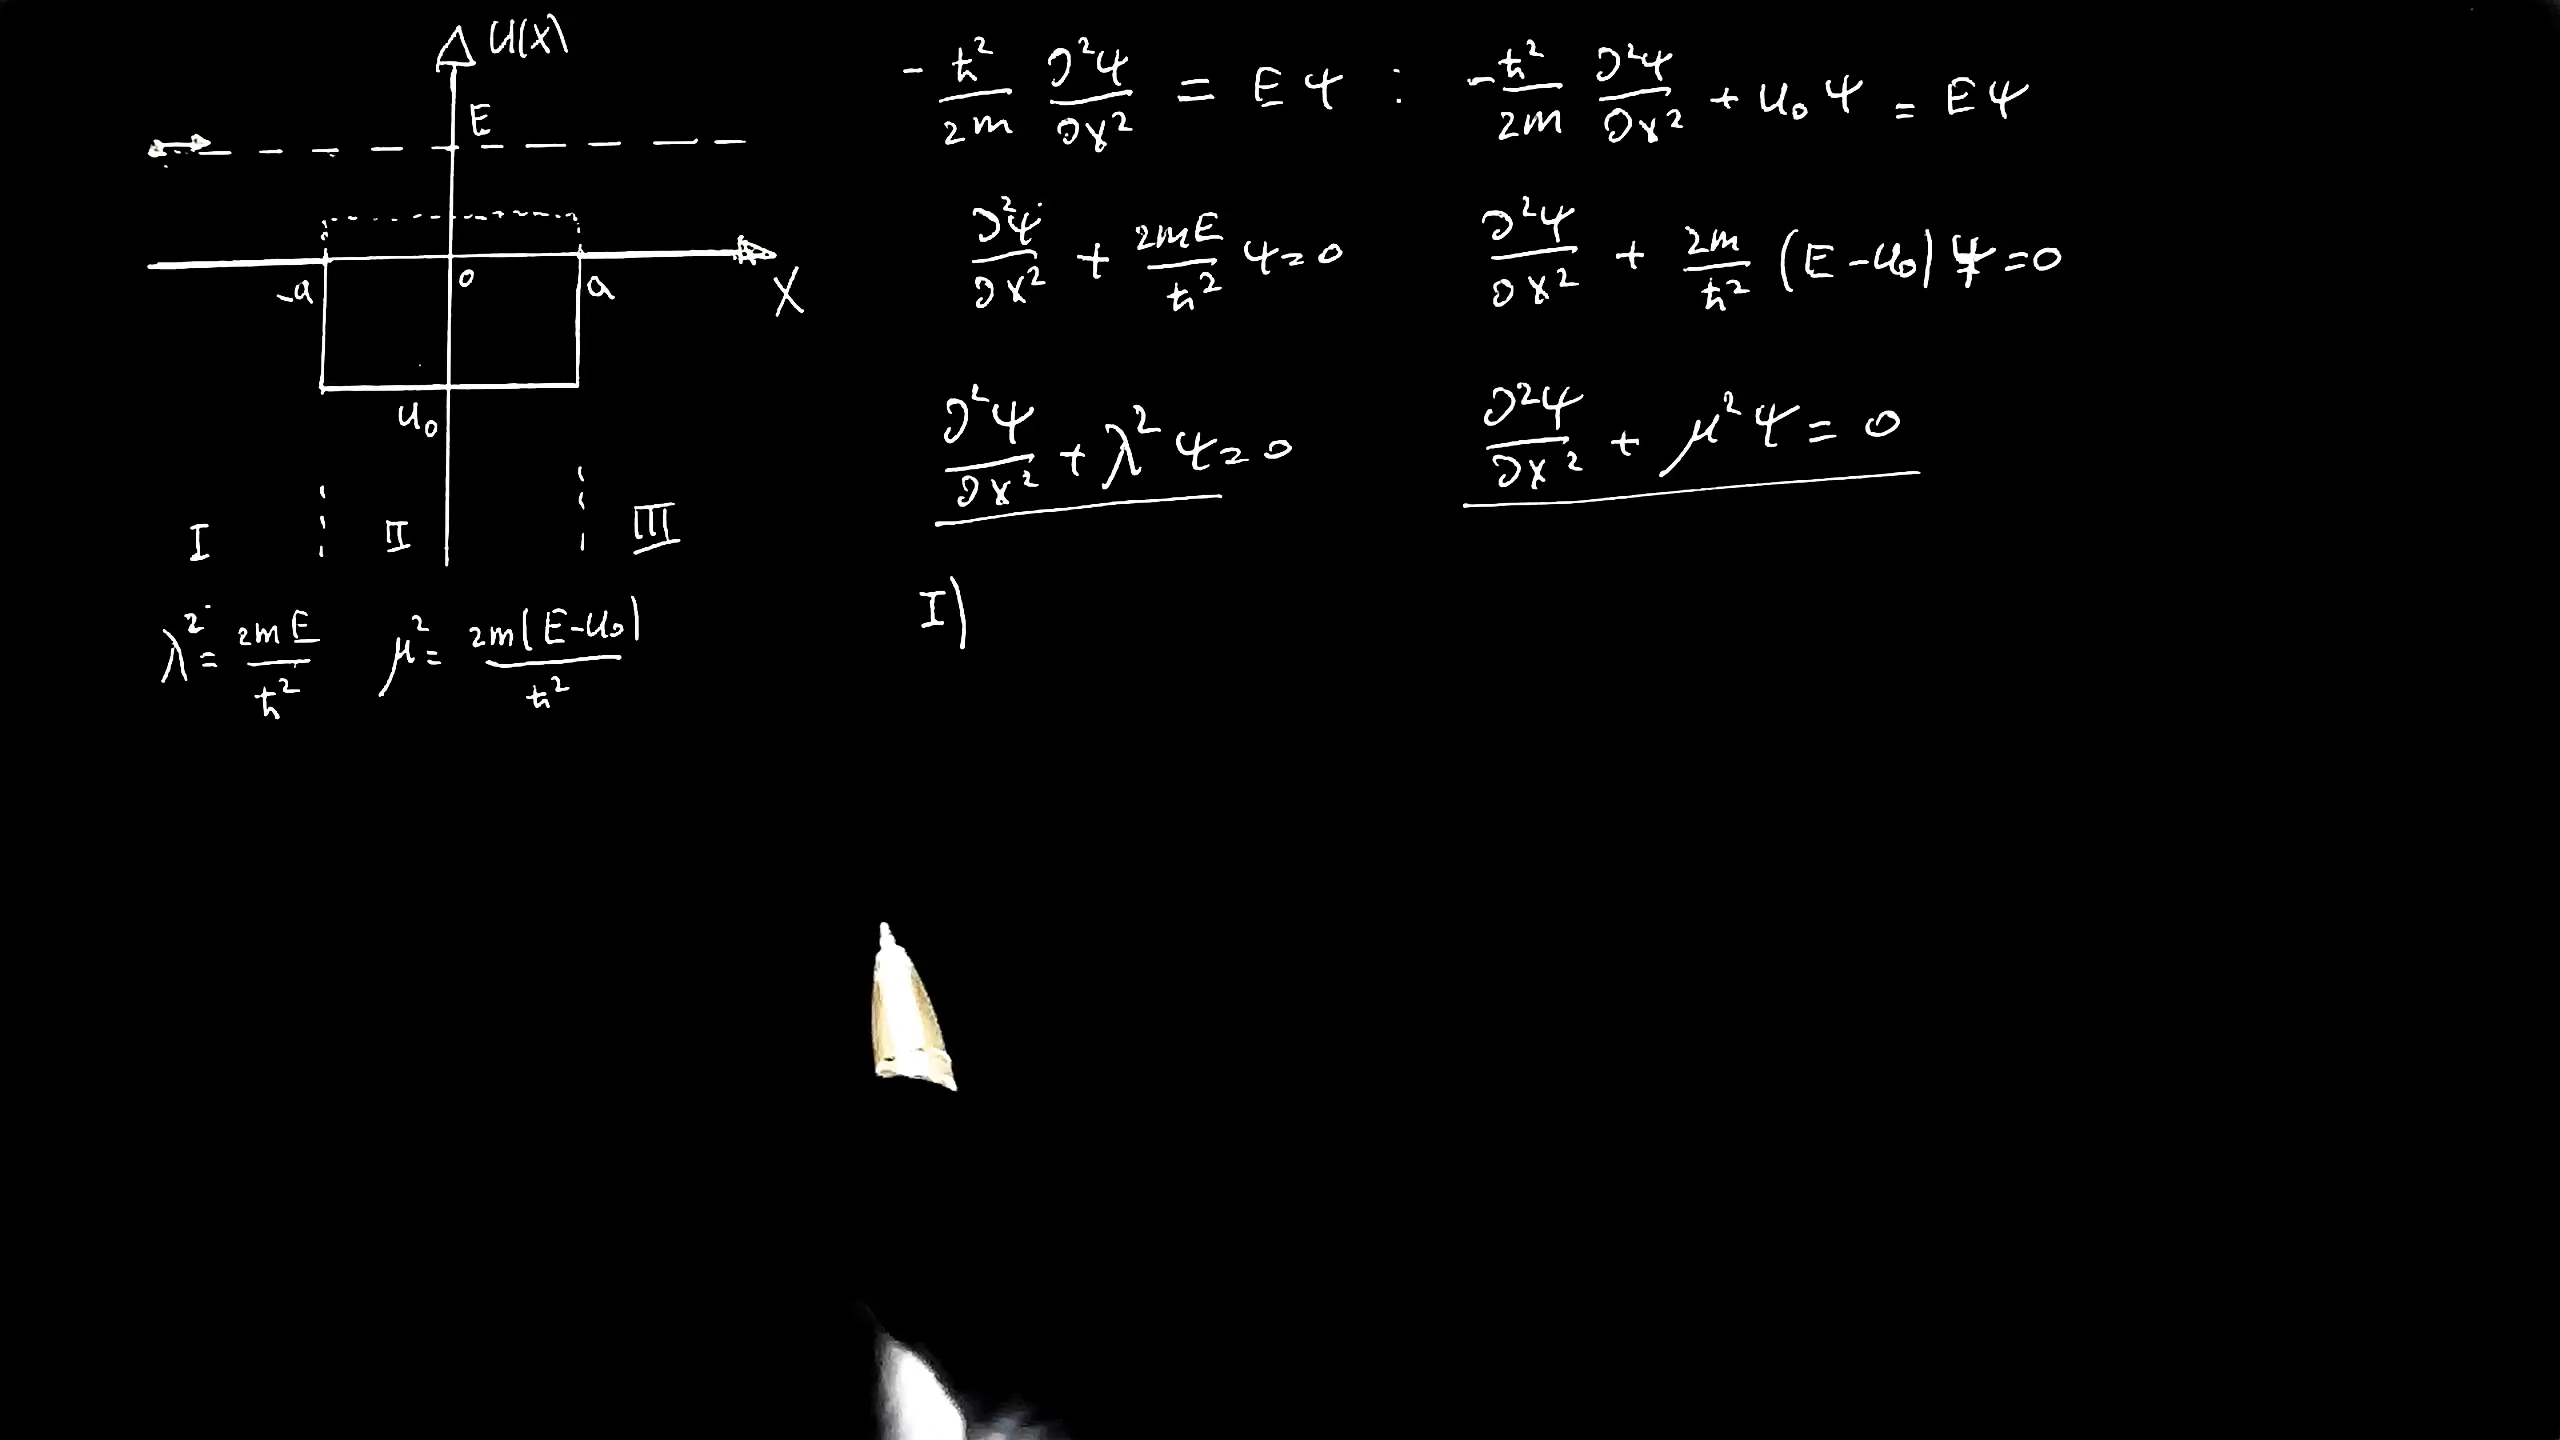 U(x)
E
-a 0 a X
u₀
I II III
λ² = 2mE/ħ² μ² = 2m(E-u₀)/ħ²
-ħ²/2m ∂²ψ/∂x² = Eψ : -ħ²/2m ∂²ψ/∂x² + u₀ψ = Eψ
∂²ψ/∂x² + 2mE/ħ² ψ=0 ∂²ψ/∂x² + 2m/ħ² (E-u₀)ψ=0
∂²ψ/∂x² + λ²ψ=0 ∂²ψ/∂x² + μ²ψ = 0
I)